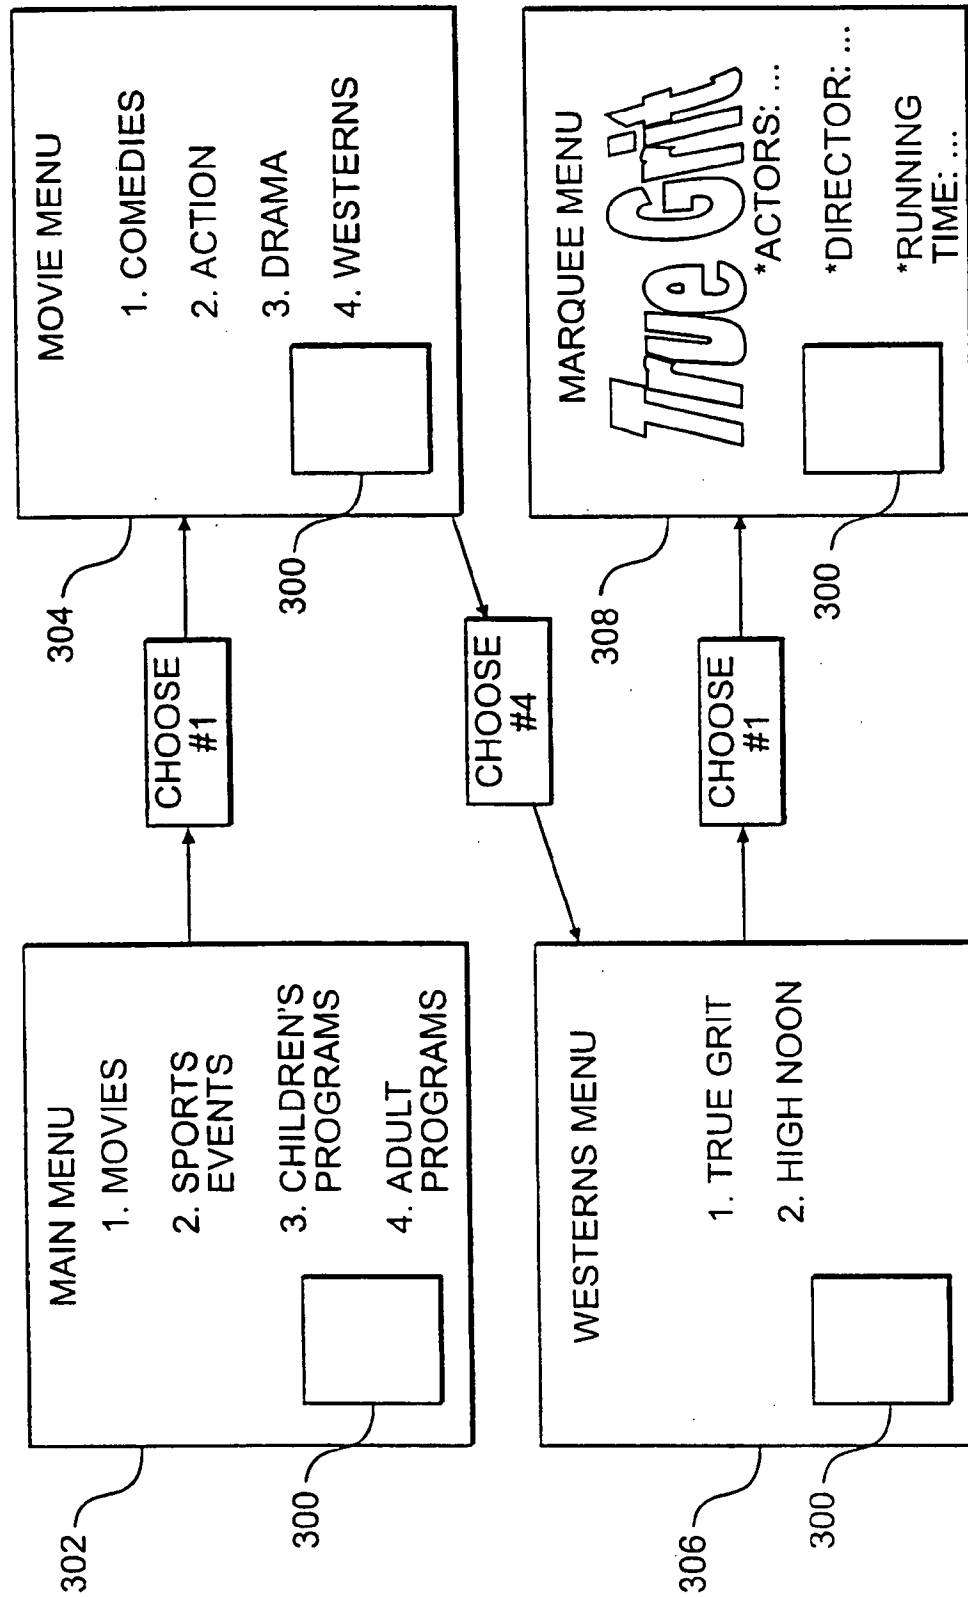 MAIN MENU
1. MOVIES
2. SPORTS
EVENTS
3. CHILDREN'S
PROGRAMS
4. ADULT
PROGRAMS
302
300
CHOOSE
#1
MOVIE MENU
1. COMEDIES
2. ACTION
3. DRAMA
4. WESTERNS
304
300
CHOOSE
#4
WESTERNS MENU
1. TRUE GRIT
2. HIGH NOON
306
300
CHOOSE
#1
MARQUEE MENU
True Grit
*ACTORS: ...
*DIRECTOR: ...
*RUNNING
TIME: ...
308
300